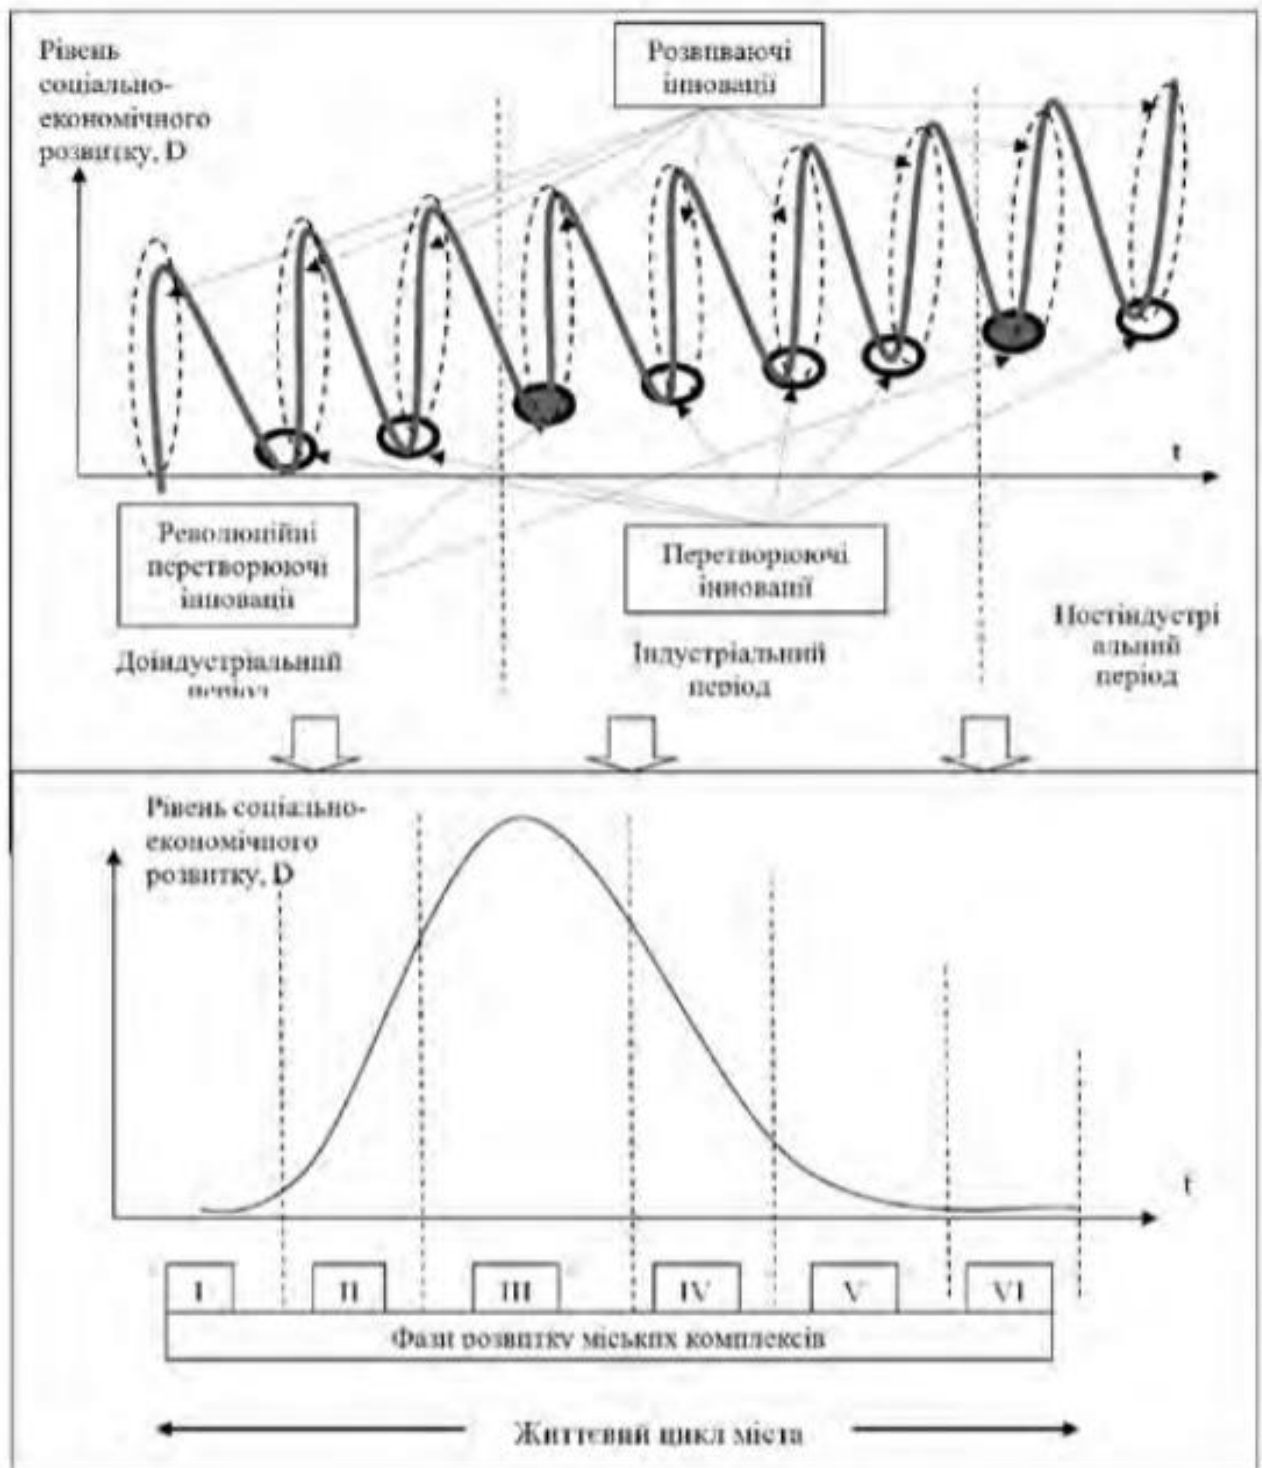 Рівень
соціально-
економічного
розвитку, D
Розвиваючі
інновації
t
Революційні
перетворюючі
інновації
Перетворюючі
інновації
Доіндустріальний
період
Індустріальний
період
Постіндустрі
альний
період
Рівень соціально-
економічного
розвитку, D
t
I
II
III
IV
V
VI
Фази розвитку міських комплексів
Життєвий цикл міста